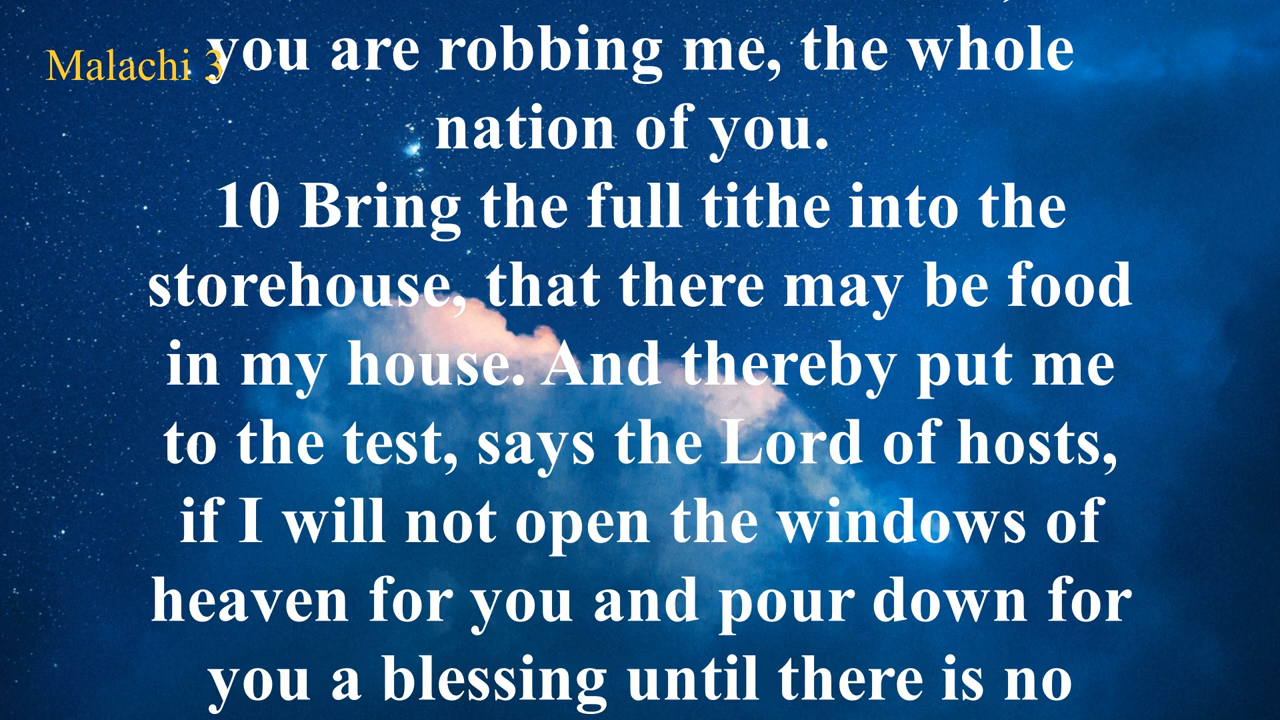 Malachi 3
you are robbing me, the whole
nation of you.
10 Bring the full tithe into the
storehouse, that there may be food
in my house. And thereby put me
to the test, says the Lord of hosts,
if I will not open the windows of
heaven for you and pour down for
you a blessing until there is no